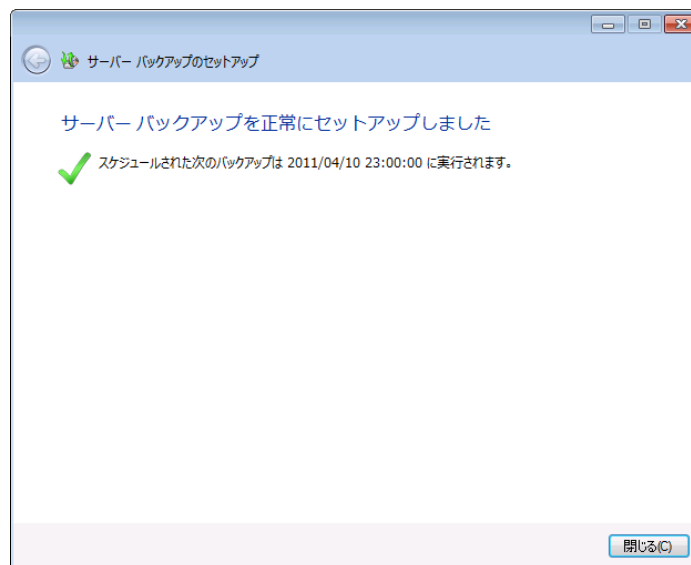 サーバー バックアップのセットアップ
サーバー バックアップを正常にセットアップしました
スケジュールされた次のバックアップは 2011/04/10 23:00:00 に実行されます。
閉じる(C)